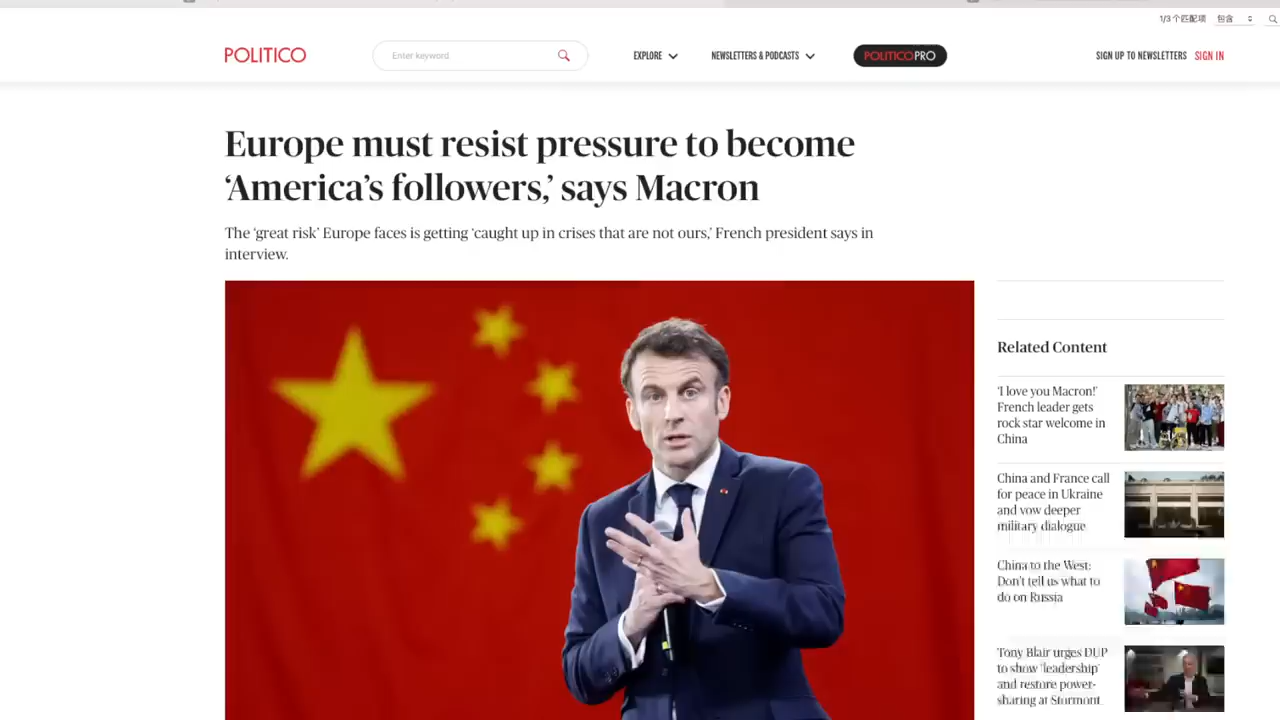 1/3 个匹配项 包含
POLITICO
Enter keyword
EXPLORE
NEWSLETTERS & PODCASTS
POLITICOPRO
SIGN UP TO NEWSLETTERS SIGN IN
Europe must resist pressure to become
‘America’s followers,’ says Macron
The ‘great risk’ Europe faces is getting ‘caught up in crises that are not ours,’ French president says in
interview.
Related Content
‘I love you Macron!’
French leader gets
rock star welcome in
China
China and France call
for peace in Ukraine
and vow deeper
military dialogue
China to the West:
Don’t tell us what to
do on Russia
Tony Blair urges DUP
to show ‘leadership’
and restore power-
sharing at Stormont